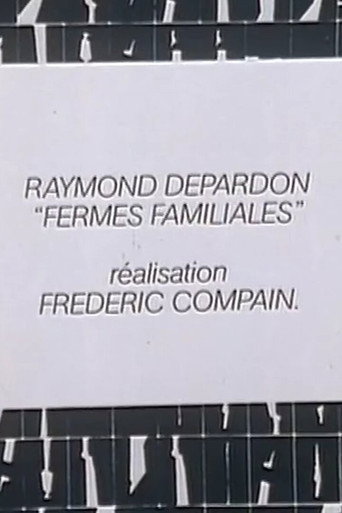 RAYMOND DEPARDON
“FERMES FAMILIALES”
réalisation
FREDERIC COMPAIN.